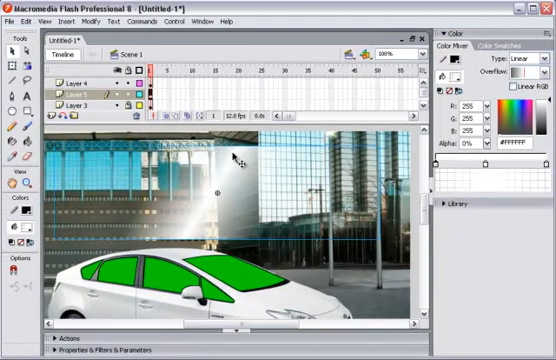 Macromedia Flash Professional 8 - [Untitled-1*]
File Edit View Insert Modify Text Commands Control Window Help
Tools
View
Colors
Options
Untitled-1*
Timeline
Scene 1
100%
1 5 10 15 20 25 30 35 40 45 50 55
Layer 4
Layer 5
Layer 3
1 12.0 fps 0.0s
Color
Color Mixer Color Swatches
Type: Linear
Overflow:
Linear RGB
R: 255
G: 255
B: 255
Alpha: 0% #FFFFFF
Library
Actions
Properties & Filters & Parameters